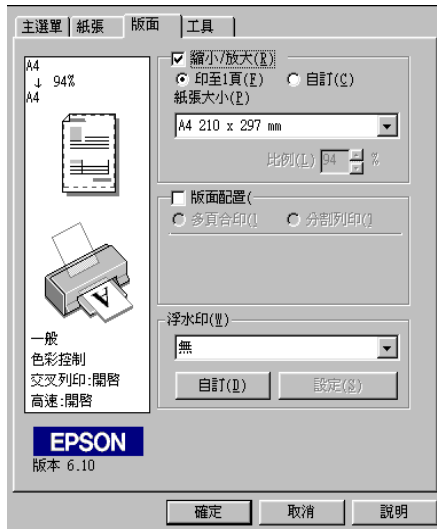 主選單 紙張 版面 工具
A4
↓ 94%
A4
一般
色彩控制
交叉列印:開啓
高速:開啓
EPSON
版本 6.10
縮小/放大(R)
印至1頁(F) 自訂(C)
紙張大小(P)
A4 210 x 297 mm
比例(L) 94 %
版面配置(
多頁合印( 分割列印(
浮水印(W)
無
自訂(D) 設定(S)
確定 取消 説明